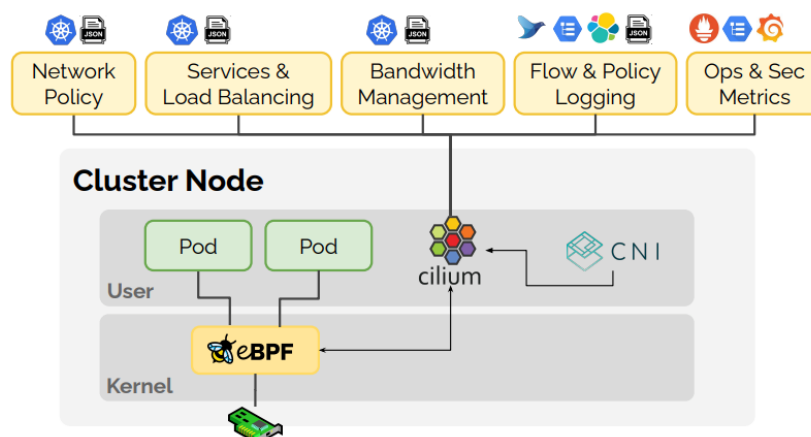 JSON
JSON
JSON
JSON
Network
Policy
Services &
Load Balancing
Bandwidth
Management
Flow & Policy
Logging
Ops & Sec
Metrics
Cluster Node
Pod
Pod
cilium
CNI
User
eBPF
Kernel